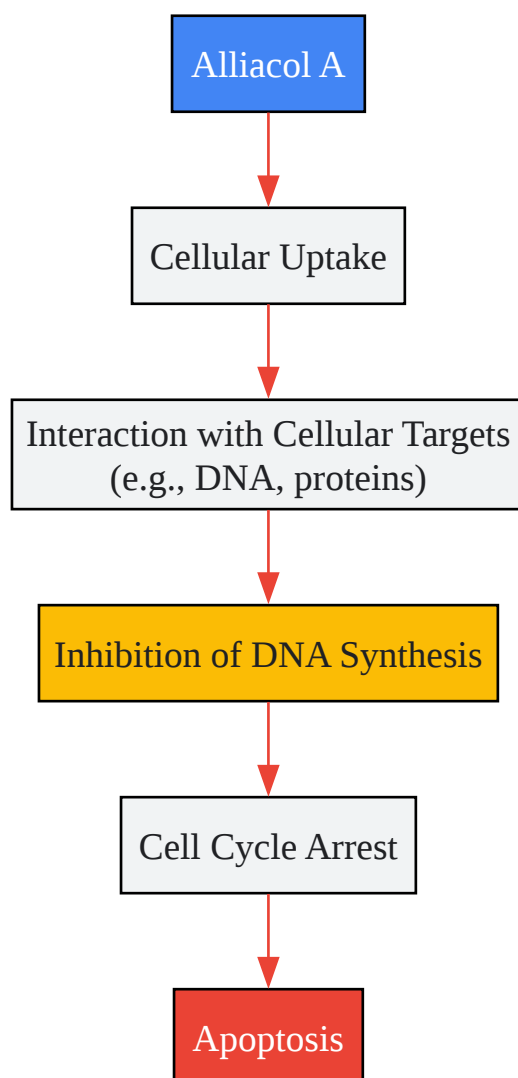 Alliacol A
Cellular Uptake
Interaction with Cellular Targets
(e.g., DNA, proteins)
Inhibition of DNA Synthesis
Cell Cycle Arrest
Apoptosis